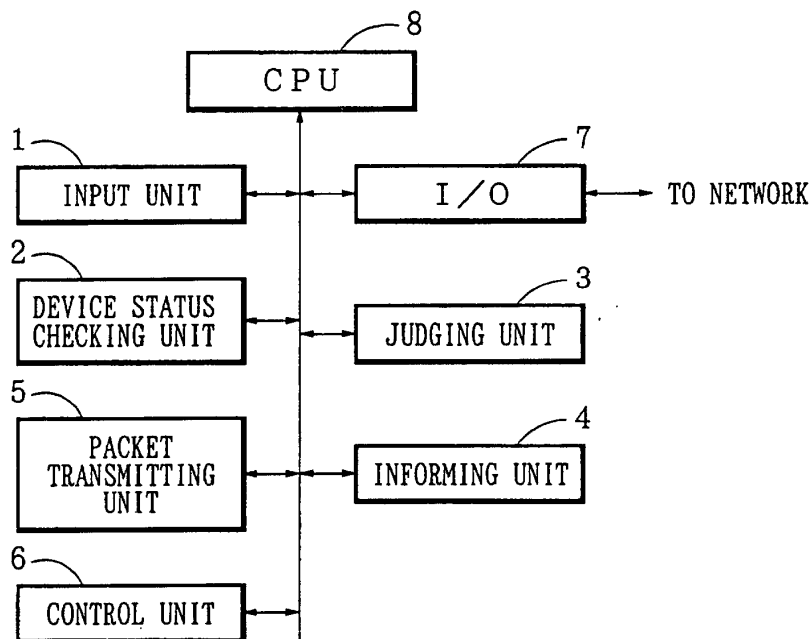 8
CPU
1
INPUT UNIT
7
I/O
TO NETWORK
2
DEVICE STATUS
CHECKING UNIT
3
JUDGING UNIT
5
PACKET
TRANSMITTING
UNIT
4
INFORMING UNIT
6
CONTROL UNIT